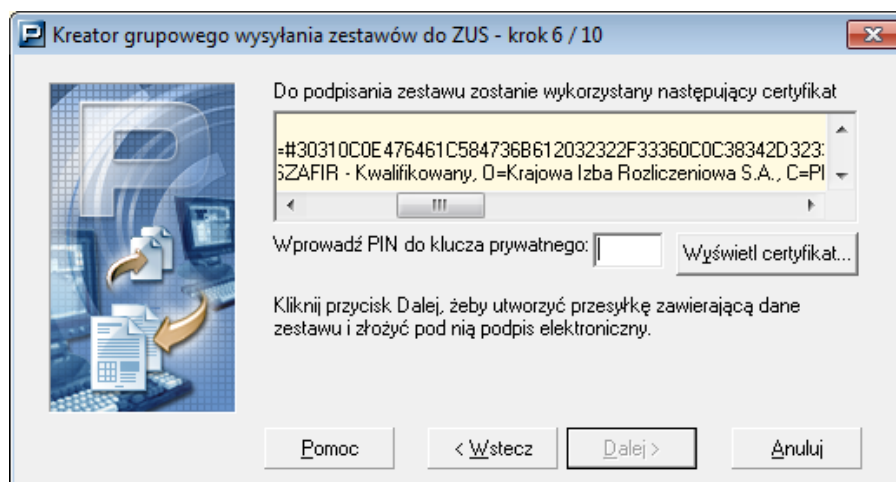 Kreator grupowego wysyłania zestawów do ZUS - krok 6 / 10
Do podpisania zestawu zostanie wykorzystany następujący certyfikat
=#30310C0E476461C584736B612032322F33360C0C38342D323:
SZAFIR - Kwalifikowany, O=Krajowa Izba Rozliczeniowa S.A., C=Pl
Wprowadź PIN do klucza prywatnego:
Wyświetl certyfikat...
Kliknij przycisk Dalej, żeby utworzyć przesyłkę zawierającą dane
zestawu i złożyć pod nią podpis elektroniczny.
Pomoc
< Wstecz
Dalej >
Anuluj